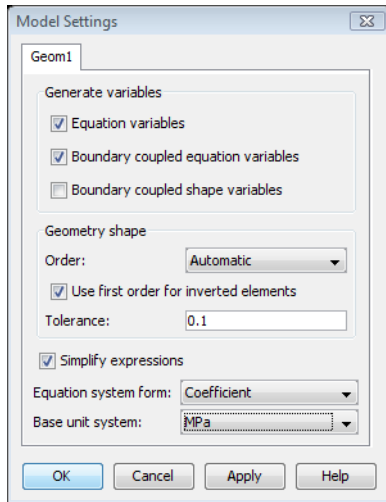 Model Settings
Geom1
Generate variables
Equation variables
Boundary coupled equation variables
Boundary coupled shape variables
Geometry shape
Order: Automatic
Use first order for inverted elements
Tolerance: 0.1
Simplify expressions
Equation system form: Coefficient
Base unit system: MPa
OK Cancel Apply Help